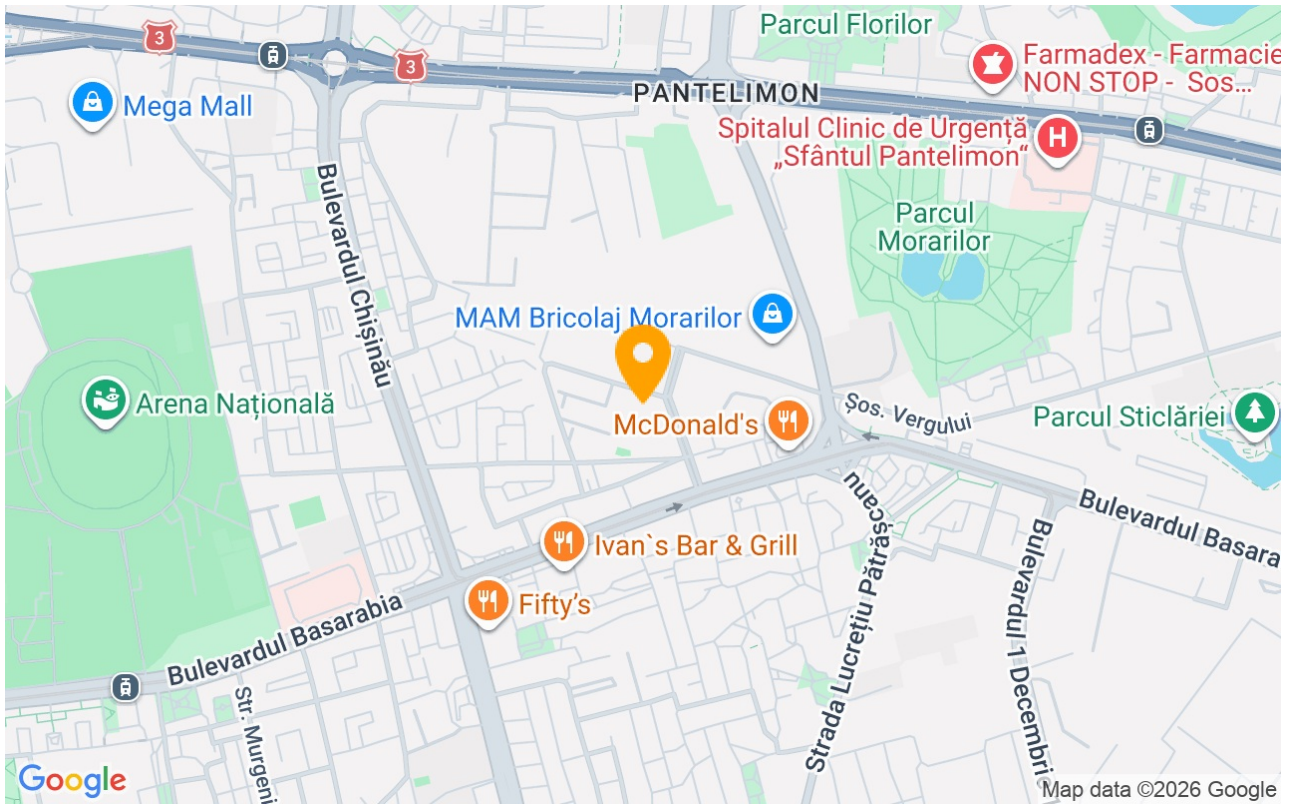 Parcul Florilor
3
3
Farmadex - Farmacie
NON STOP - Sos...
Mega Mall
PANTELIMON
Spitalul Clinic de Urgență
„Sfântul Pantelimon“
H
Bulevardul Chișinău
Parcul
Morarilor
MAM Bricolaj Morarilor
Arena Națională
McDonald's
Șos. Vergului
Parcul Sticlăriei
Bulevardul Basara
Ivan`s Bar & Grill
Strada Lucrețiu Pătrășcanu
Bulevardul 1 Decembri
Fifty's
Bulevardul Basarabia
Str. Murgeni
Google
Map data ©2026 Google